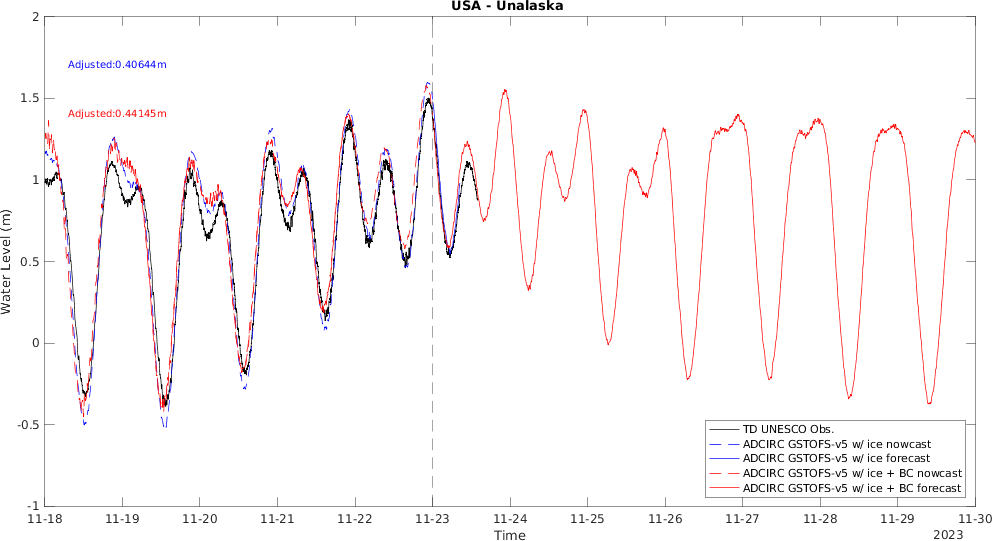 USA - Unalaska
2
1.5
1
0.5
0
-0.5
-1
Water Level (m)
Adjusted:0.40644m
Adjusted:0.44145m
TD UNESCO Obs.
ADCIRC GSTOFS-v5 w/ ice nowcast
ADCIRC GSTOFS-v5 w/ ice forecast
ADCIRC GSTOFS-v5 w/ ice + BC nowcast
ADCIRC GSTOFS-v5 w/ ice + BC forecast
11-18 11-19 11-20 11-21 11-22 11-23 11-24 11-25 11-26 11-27 11-28 11-29 11-30
Time
2023